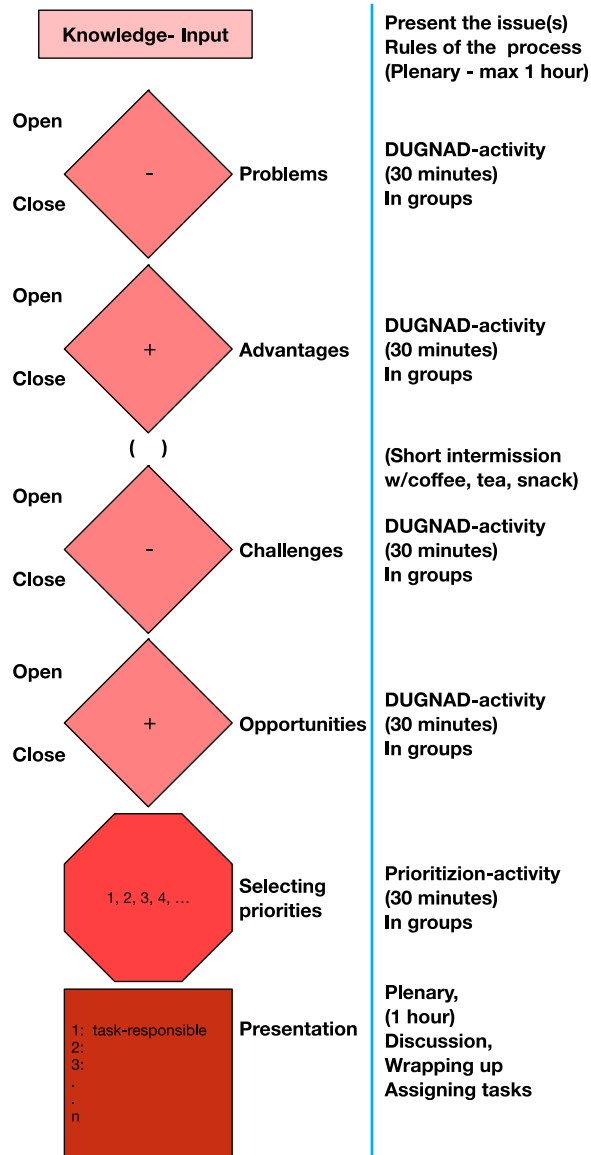 Knowledge- Input
Present the issue(s)
Rules of the process
(Plenary - max 1 hour)
Open
-
Close
Problems
DUGNAD-activity
(30 minutes)
In groups
Open
+
Close
Advantages
DUGNAD-activity
(30 minutes)
In groups
( )
(Short intermission
w/coffee, tea, snack)
Open
-
Close
Challenges
DUGNAD-activity
(30 minutes)
In groups
Open
+
Close
Opportunities
DUGNAD-activity
(30 minutes)
In groups
1, 2, 3, 4, ...
Selecting
priorities
Prioritizion-activity
(30 minutes)
In groups
1: task-responsible
2:
3:
.
.
n
Presentation
Plenary,
(1 hour)
Discussion,
Wrapping up
Assigning tasks